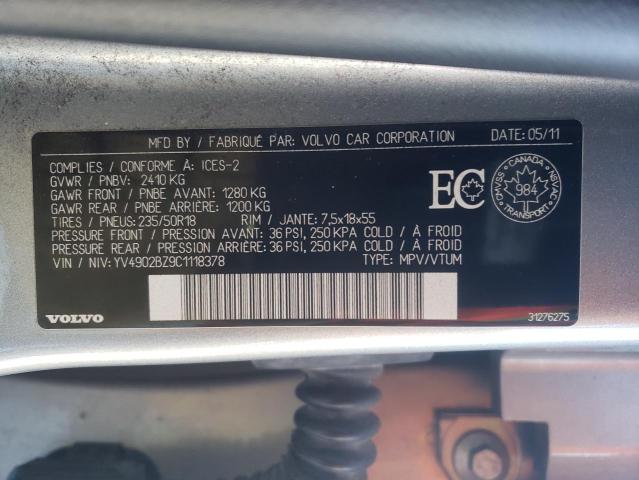 MFD BY / FABRIQUÉ PAR: VOLVO CAR CORPORATION DATE: 05/11
COMPLIES / CONFORME À: ICES-2
GVWR / PNBV: 2410 KG
GAWR FRONT / PNBE AVANT: 1280 KG
GAWR REAR / PNBE ARRIÈRE: 1200 KG
TIRES / PNEUS: 235/50R18 RIM / JANTE: 7,5x18x55
PRESSURE FRONT / PRESSION AVANT: 36 PSI, 250 KPA COLD / À FROID
PRESSURE REAR / PRESSION ARRIÈRE: 36 PSI, 250 KPA COLD / À FROID
VIN / NIV: YV4902BZ9C1118378 TYPE: MPV/VTUM
EC
CANADA
CMVSS NSVAC
984
TRANSPORT
VOLVO
31276275